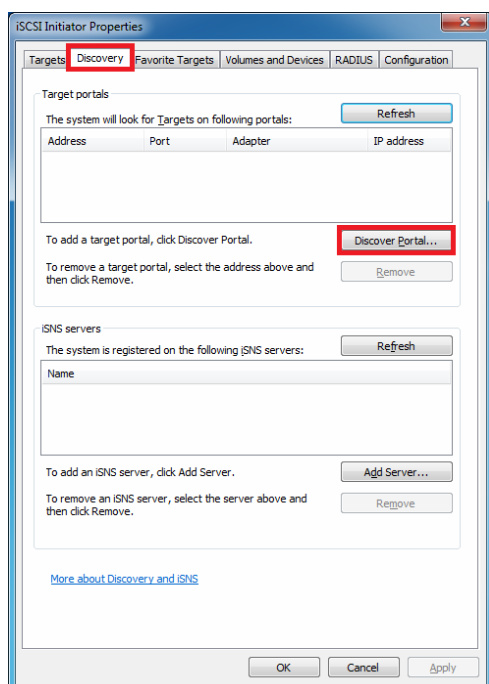 iSCSI Initiator Properties
Targets Discovery Favorite Targets Volumes and Devices RADIUS Configuration
Target portals
The system will look for Targets on following portals:
Refresh
Address Port Adapter IP address
To add a target portal, click Discover Portal.
Discover Portal...
To remove a target portal, select the address above and
then click Remove.
Remove
iSNS servers
The system is registered on the following iSNS servers:
Refresh
Name
To add an iSNS server, click Add Server.
Add Server...
To remove an iSNS server, select the server above and
then click Remove.
Remove
More about Discovery and iSNS
OK Cancel Apply